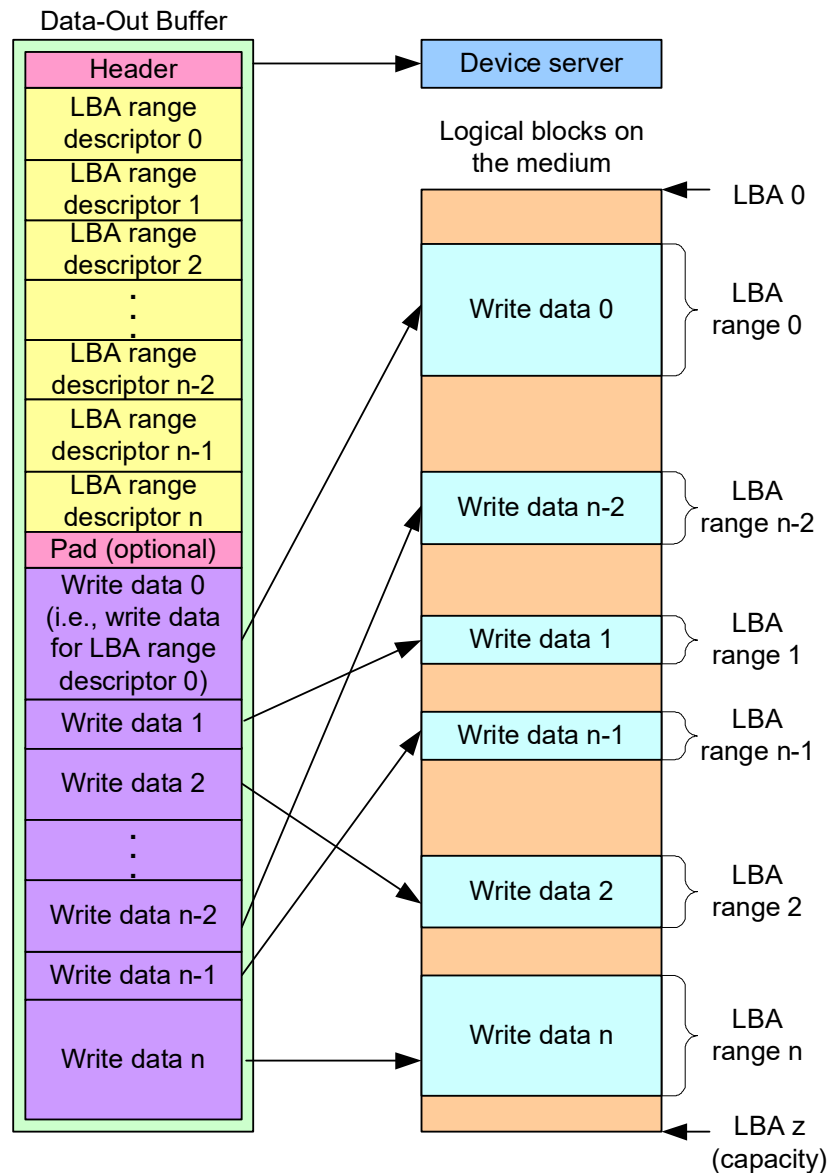 Data-Out Buffer
Header
LBA range
descriptor 0
LBA range
descriptor 1
LBA range
descriptor 2
.
.
.
LBA range
descriptor n-2
LBA range
descriptor n-1
LBA range
descriptor n
Pad (optional)
Write data 0
(i.e., write data
for LBA range
descriptor 0)
Write data 1
Write data 2
.
.
.
Write data n-2
Write data n-1
Write data n
Device server
Logical blocks on
the medium
LBA 0
Write data 0
LBA
range 0
Write data n-2
LBA
range n-2
Write data 1
LBA
range 1
Write data n-1
LBA
range n-1
Write data 2
LBA
range 2
Write data n
LBA
range n
LBA z
(capacity)